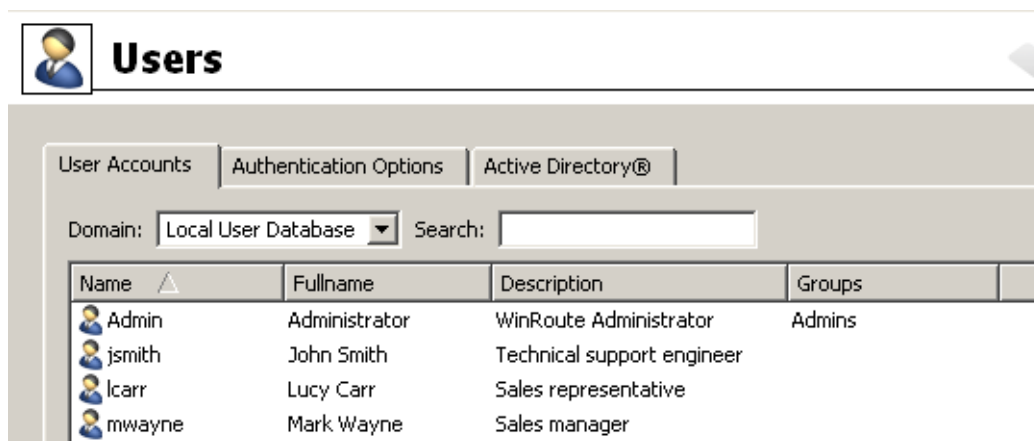 Users
User Accounts Authentication Options Active Directory®
Domain: Local User Database Search:
Name Fullname Description Groups
Admin Administrator WinRoute Administrator Admins
jsmith John Smith Technical support engineer
lcarr Lucy Carr Sales representative
mwayne Mark Wayne Sales manager